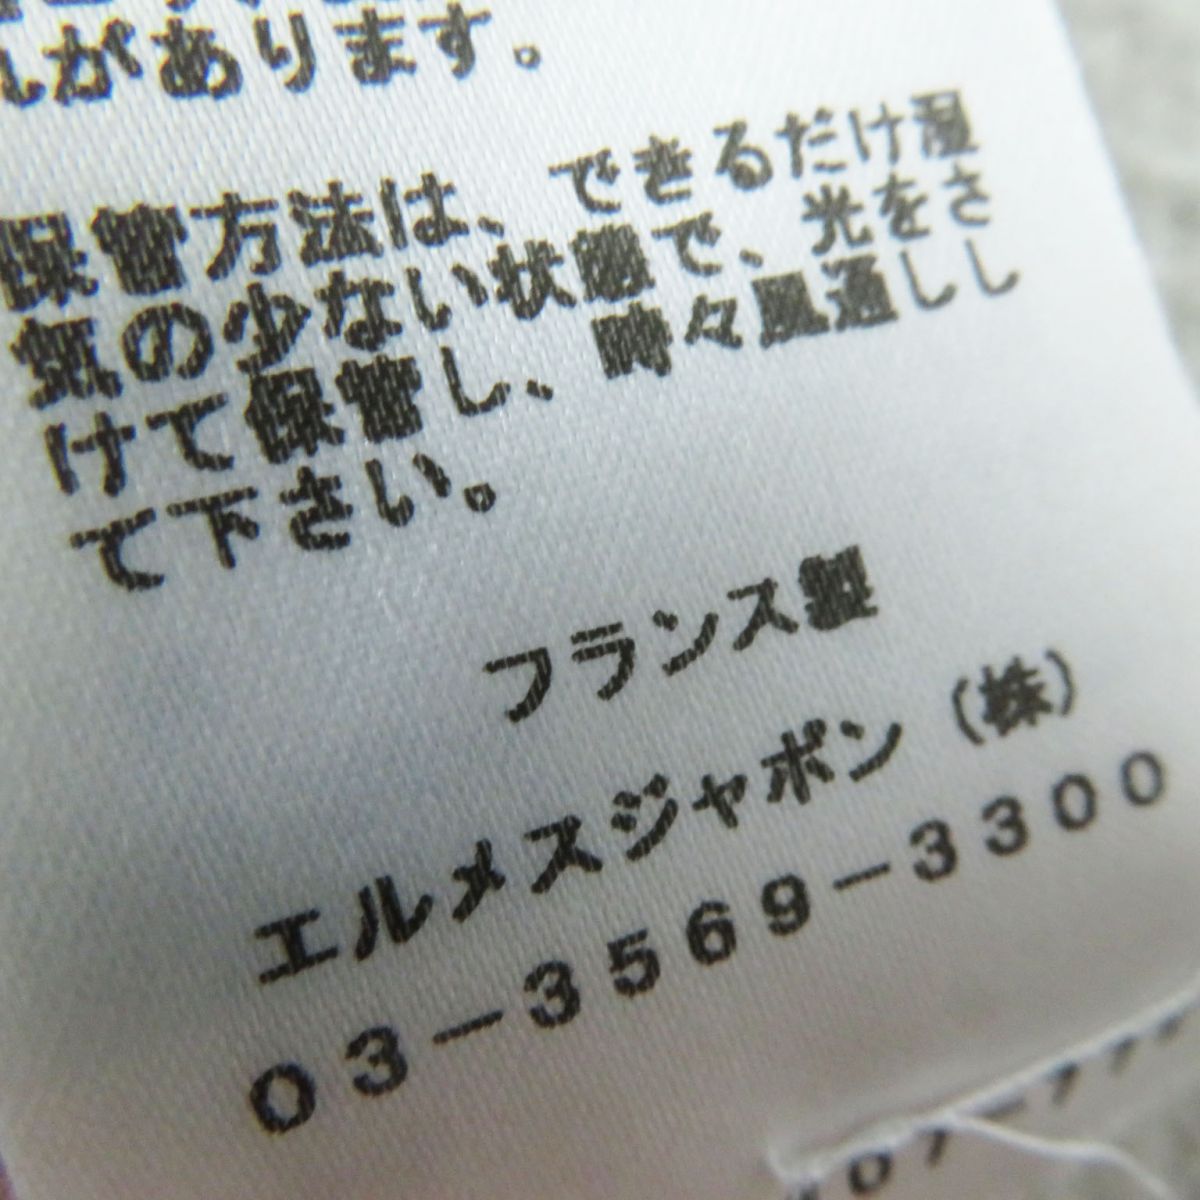 があります。
保管方法は、できるだけ湿
気の少ない状態で、光をさ
けて保管し、時々風通しし
て下さい。
フランス製
エルメスジャポン(株)
03-3569-3300